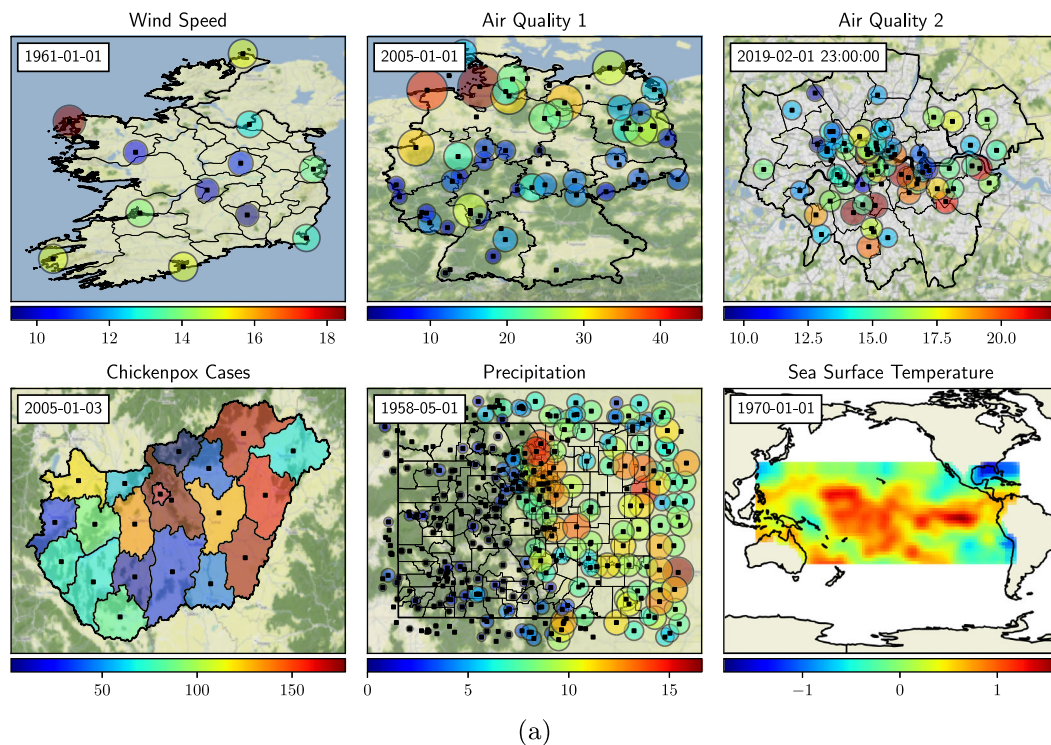 Wind Speed
Air Quality 1
Air Quality 2
1961-01-01
2005-01-01
2019-02-01 23:00:00
10 12 14 16 18
10 20 30 40
10.0 12.5 15.0 17.5 20.0
Chickenpox Cases
Precipitation
Sea Surface Temperature
2005-01-03
1958-05-01
1970-01-01
50 100 150
0 5 10 15
−1 0 1
(a)